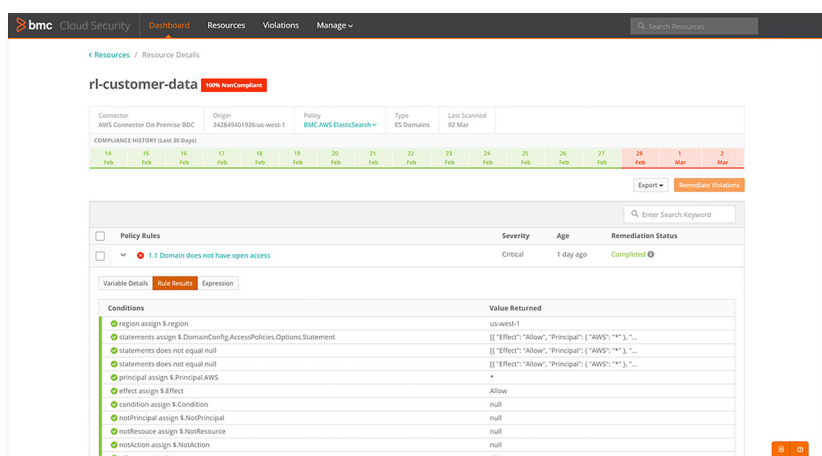 bmc Cloud Security Dashboard Resources Violations Manage Search Resources
Resources / Resource Details
rl-customer-data 100% NonCompliant
Connector Origin Policy Type Last Scanned
AWS Connector On Premise BDC 342849401926:us-west-1 BMC AWS ElasticSearch ES Domains 02 Mar
COMPLIANCE HISTORY (Last 30 Days)
14 15 16 17 18 19 20 21 22 23 24 25 26 27 28 1 2
Feb Feb Feb Feb Feb Feb Feb Feb Feb Feb Feb Feb Feb Feb Feb Mar Mar
Export Remediate Violations
Enter Search Keyword
Policy Rules Severity Age Remediation Status
1.1 Domain does not have open access Critical 1 day ago Completed
Variable Details Rule Results Expression
Conditions Value Returned
region assign $.region us-west-1
statements assign $.DomainConfig.AccessPolicies.Options.Statement [{ "Effect": "Allow", "Principal": { "AWS": "*" }, "...
statements does not equal null [{ "Effect": "Allow", "Principal": { "AWS": "*" }, "...
statements does not equal null [{ "Effect": "Allow", "Principal": { "AWS": "*" }, "...
principal assign $.Principal.AWS *
effect assign $.Effect Allow
condition assign $.Condition null
notPrincipal assign $.NotPrincipal null
notResouce assign $.NotResource null
notAction assign $.NotAction null